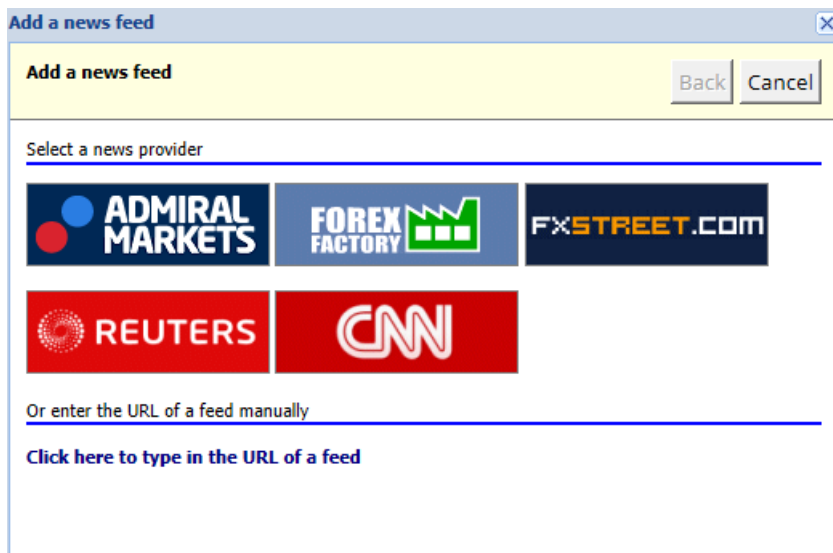 Add a news feed
Add a news feed
Back Cancel
Select a news provider
ADMIRAL MARKETS
FOREX FACTORY
FXSTREET.COM
REUTERS
CNN
Or enter the URL of a feed manually
Click here to type in the URL of a feed